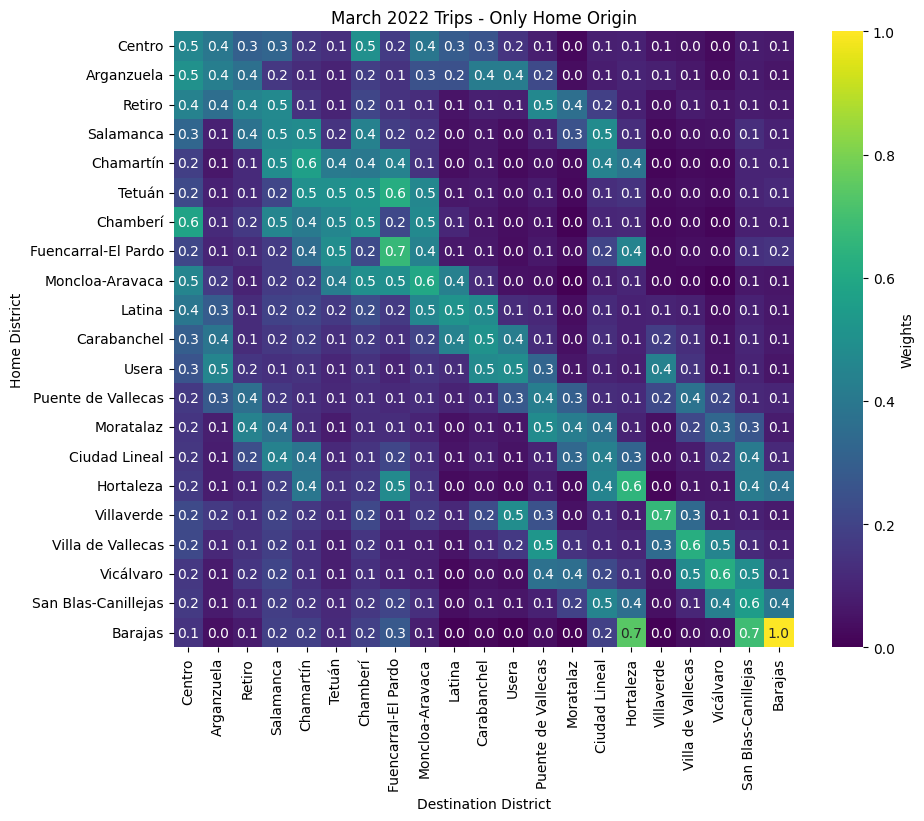 March 2022 Trips - Only Home Origin
Centro 0.5 0.4 0.3 0.3 0.2 0.1 0.5 0.2 0.4 0.3 0.3 0.2 0.1 0.0 0.1 0.1 0.1 0.0 0.0 0.1 0.1
Arganzuela 0.5 0.4 0.4 0.2 0.1 0.1 0.2 0.1 0.3 0.2 0.4 0.4 0.2 0.0 0.1 0.1 0.1 0.1 0.0 0.1 0.1
Retiro 0.4 0.4 0.4 0.5 0.1 0.1 0.2 0.1 0.1 0.1 0.1 0.1 0.5 0.4 0.2 0.1 0.0 0.1 0.1 0.1 0.1
Salamanca 0.3 0.1 0.4 0.5 0.5 0.2 0.4 0.2 0.2 0.0 0.1 0.0 0.1 0.3 0.5 0.1 0.0 0.0 0.0 0.1 0.1
Chamartín 0.2 0.1 0.1 0.5 0.6 0.4 0.4 0.4 0.1 0.0 0.1 0.0 0.0 0.0 0.4 0.4 0.0 0.0 0.0 0.1 0.1
Tetuán 0.2 0.1 0.1 0.2 0.5 0.5 0.5 0.6 0.5 0.1 0.1 0.0 0.1 0.0 0.1 0.1 0.0 0.0 0.0 0.1 0.1
Chamberí 0.6 0.1 0.2 0.5 0.4 0.5 0.5 0.2 0.5 0.1 0.1 0.0 0.1 0.0 0.1 0.1 0.0 0.0 0.0 0.1 0.1
Fuencarral-El Pardo 0.2 0.1 0.1 0.2 0.4 0.5 0.2 0.7 0.4 0.1 0.1 0.0 0.1 0.0 0.2 0.4 0.0 0.0 0.0 0.1 0.2
Moncloa-Aravaca 0.5 0.2 0.1 0.2 0.2 0.4 0.5 0.5 0.6 0.4 0.1 0.0 0.0 0.0 0.1 0.1 0.0 0.0 0.0 0.1 0.1
Latina 0.4 0.3 0.1 0.2 0.2 0.2 0.2 0.2 0.5 0.5 0.5 0.1 0.1 0.0 0.1 0.1 0.1 0.1 0.0 0.1 0.1
Carabanchel 0.3 0.4 0.1 0.2 0.2 0.1 0.2 0.1 0.2 0.4 0.5 0.4 0.1 0.0 0.1 0.1 0.2 0.1 0.0 0.1 0.1
Usera 0.3 0.5 0.2 0.1 0.1 0.1 0.1 0.1 0.1 0.1 0.5 0.5 0.3 0.1 0.1 0.1 0.4 0.1 0.0 0.1 0.1
Puente de Vallecas 0.2 0.3 0.4 0.2 0.1 0.1 0.1 0.1 0.1 0.1 0.1 0.3 0.4 0.3 0.1 0.1 0.2 0.4 0.2 0.1 0.1
Moratalaz 0.2 0.1 0.4 0.4 0.1 0.1 0.1 0.1 0.1 0.0 0.1 0.1 0.5 0.4 0.4 0.1 0.0 0.2 0.3 0.3 0.1
Ciudad Lineal 0.2 0.1 0.2 0.4 0.4 0.1 0.1 0.2 0.1 0.1 0.1 0.1 0.1 0.3 0.4 0.3 0.0 0.1 0.2 0.4 0.1
Hortaleza 0.2 0.1 0.1 0.2 0.4 0.1 0.2 0.5 0.1 0.0 0.0 0.0 0.1 0.0 0.4 0.6 0.0 0.1 0.1 0.4 0.4
Villaverde 0.2 0.2 0.1 0.2 0.2 0.1 0.2 0.1 0.2 0.1 0.2 0.5 0.3 0.0 0.1 0.1 0.7 0.3 0.1 0.1 0.1
Villa de Vallecas 0.2 0.1 0.2 0.2 0.1 0.1 0.2 0.1 0.1 0.1 0.1 0.2 0.5 0.1 0.1 0.1 0.3 0.6 0.5 0.1 0.1
Vicálvaro 0.2 0.1 0.2 0.2 0.1 0.1 0.1 0.1 0.1 0.0 0.0 0.0 0.4 0.4 0.2 0.1 0.0 0.5 0.6 0.5 0.1
San Blas-Canillejas 0.2 0.1 0.1 0.2 0.2 0.1 0.2 0.2 0.1 0.0 0.1 0.0 0.1 0.2 0.5 0.4 0.0 0.1 0.4 0.6 0.4
Barajas 0.1 0.0 0.1 0.2 0.2 0.1 0.2 0.3 0.1 0.0 0.0 0.0 0.0 0.0 0.2 0.7 0.0 0.0 0.0 0.7 1.0
Home District
Centro
Arganzuela
Retiro
Salamanca
Chamartín
Tetuán
Chamberí
Fuencarral-El Pardo
Moncloa-Aravaca
Latina
Carabanchel
Usera
Puente de Vallecas
Moratalaz
Ciudad Lineal
Hortaleza
Villaverde
Villa de Vallecas
Vicálvaro
San Blas-Canillejas
Barajas
Destination District
1.0
0.8
0.6
0.4
0.2
0.0
Weights